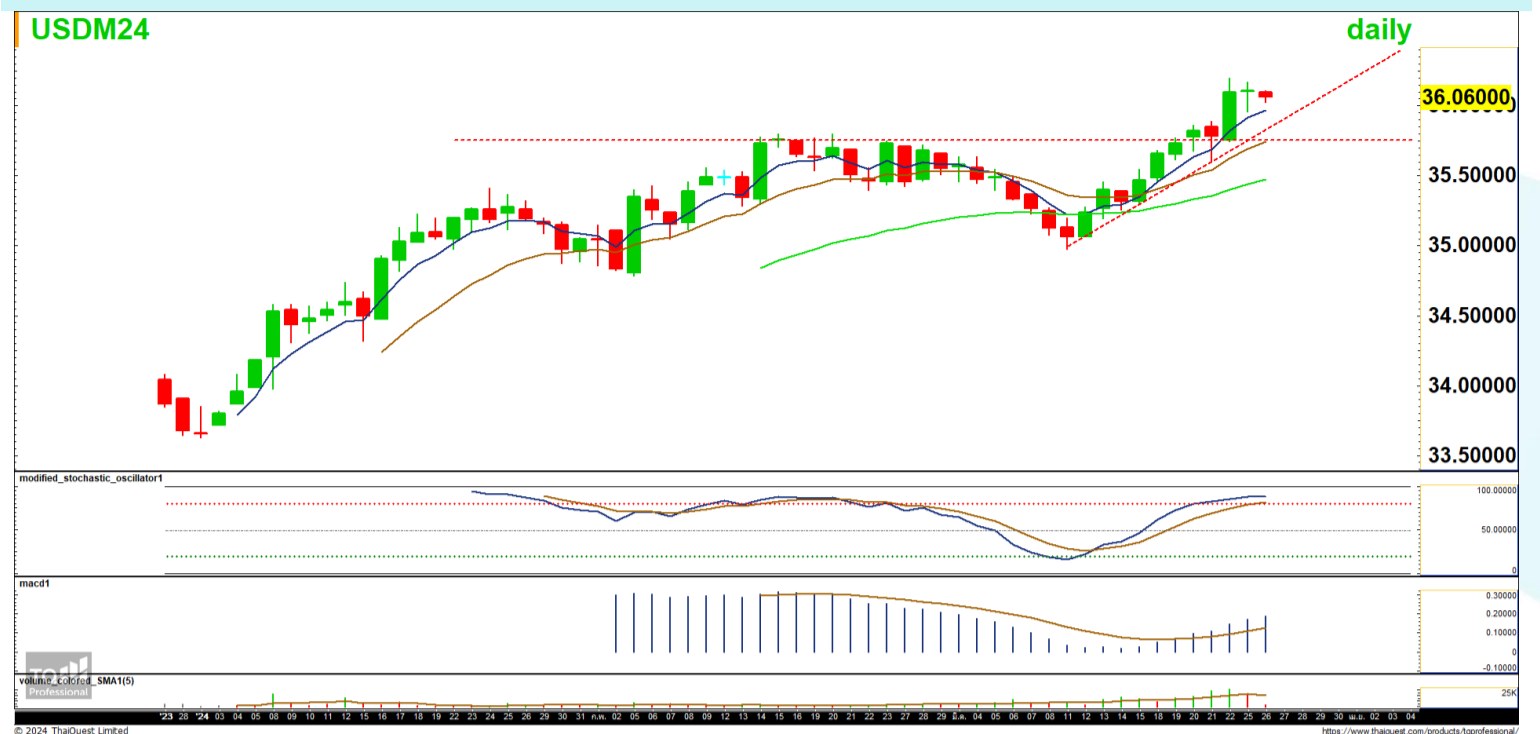 USDM24
daily
36.06000
35.50000
35.00000
34.50000
34.00000
33.50000
modified_stochastic_oscillator1
100.00000
50.00000
0
macd1
0.30000
0.20000
0.10000
0
-0.10000
Professional
volume_colored_SMA1(5)
25K
'23 28 '24 03 04 05 08 09 10 11 12 15 16 17 18 19 22 23 24 25 26 29 30 31 ก.พ. 02 05 06 07 08 09 12 13 14 15 16 19 20 21 22 23 27 28 29 มี.ค. 04 05 06 07 08 11 12 13 14 15 18 19 20 21 22 25 26 27 28 29 30 เม.ย. 02 03 04
© 2024 ThaiQuest Limited
https://www.thaiquest.com/products/tqprofessional/